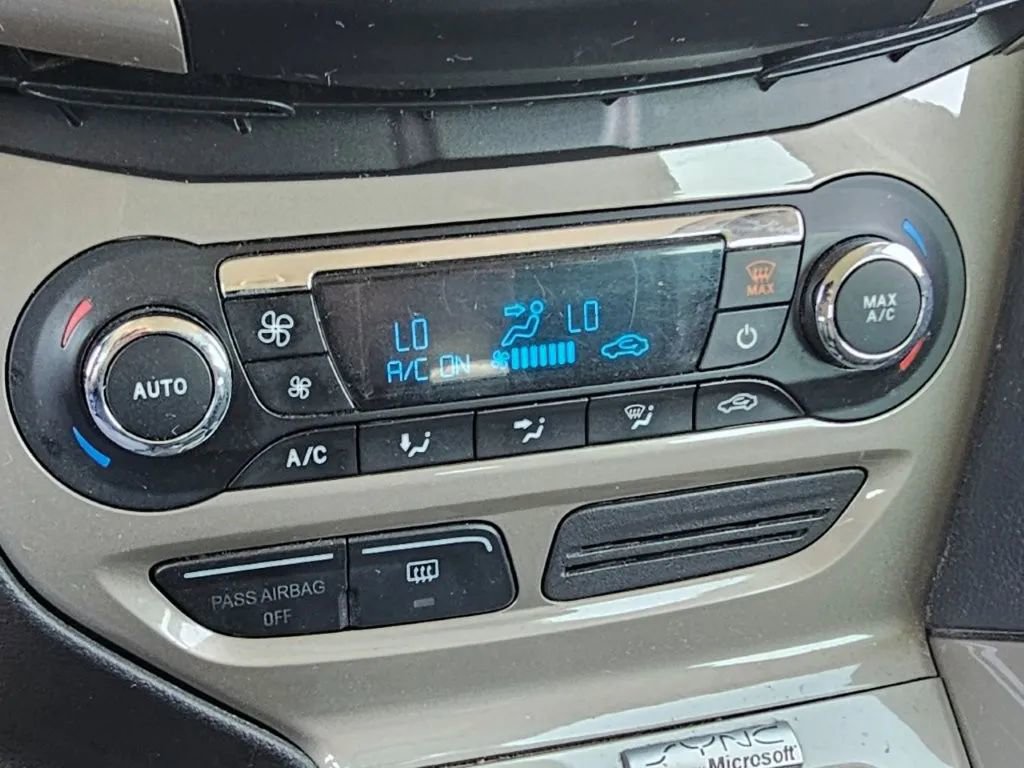 LO
LO
A/C ON
MAX
MAX
A/C
AUTO
A/C
PASS AIRBAG
OFF
SYNC
Microsoft